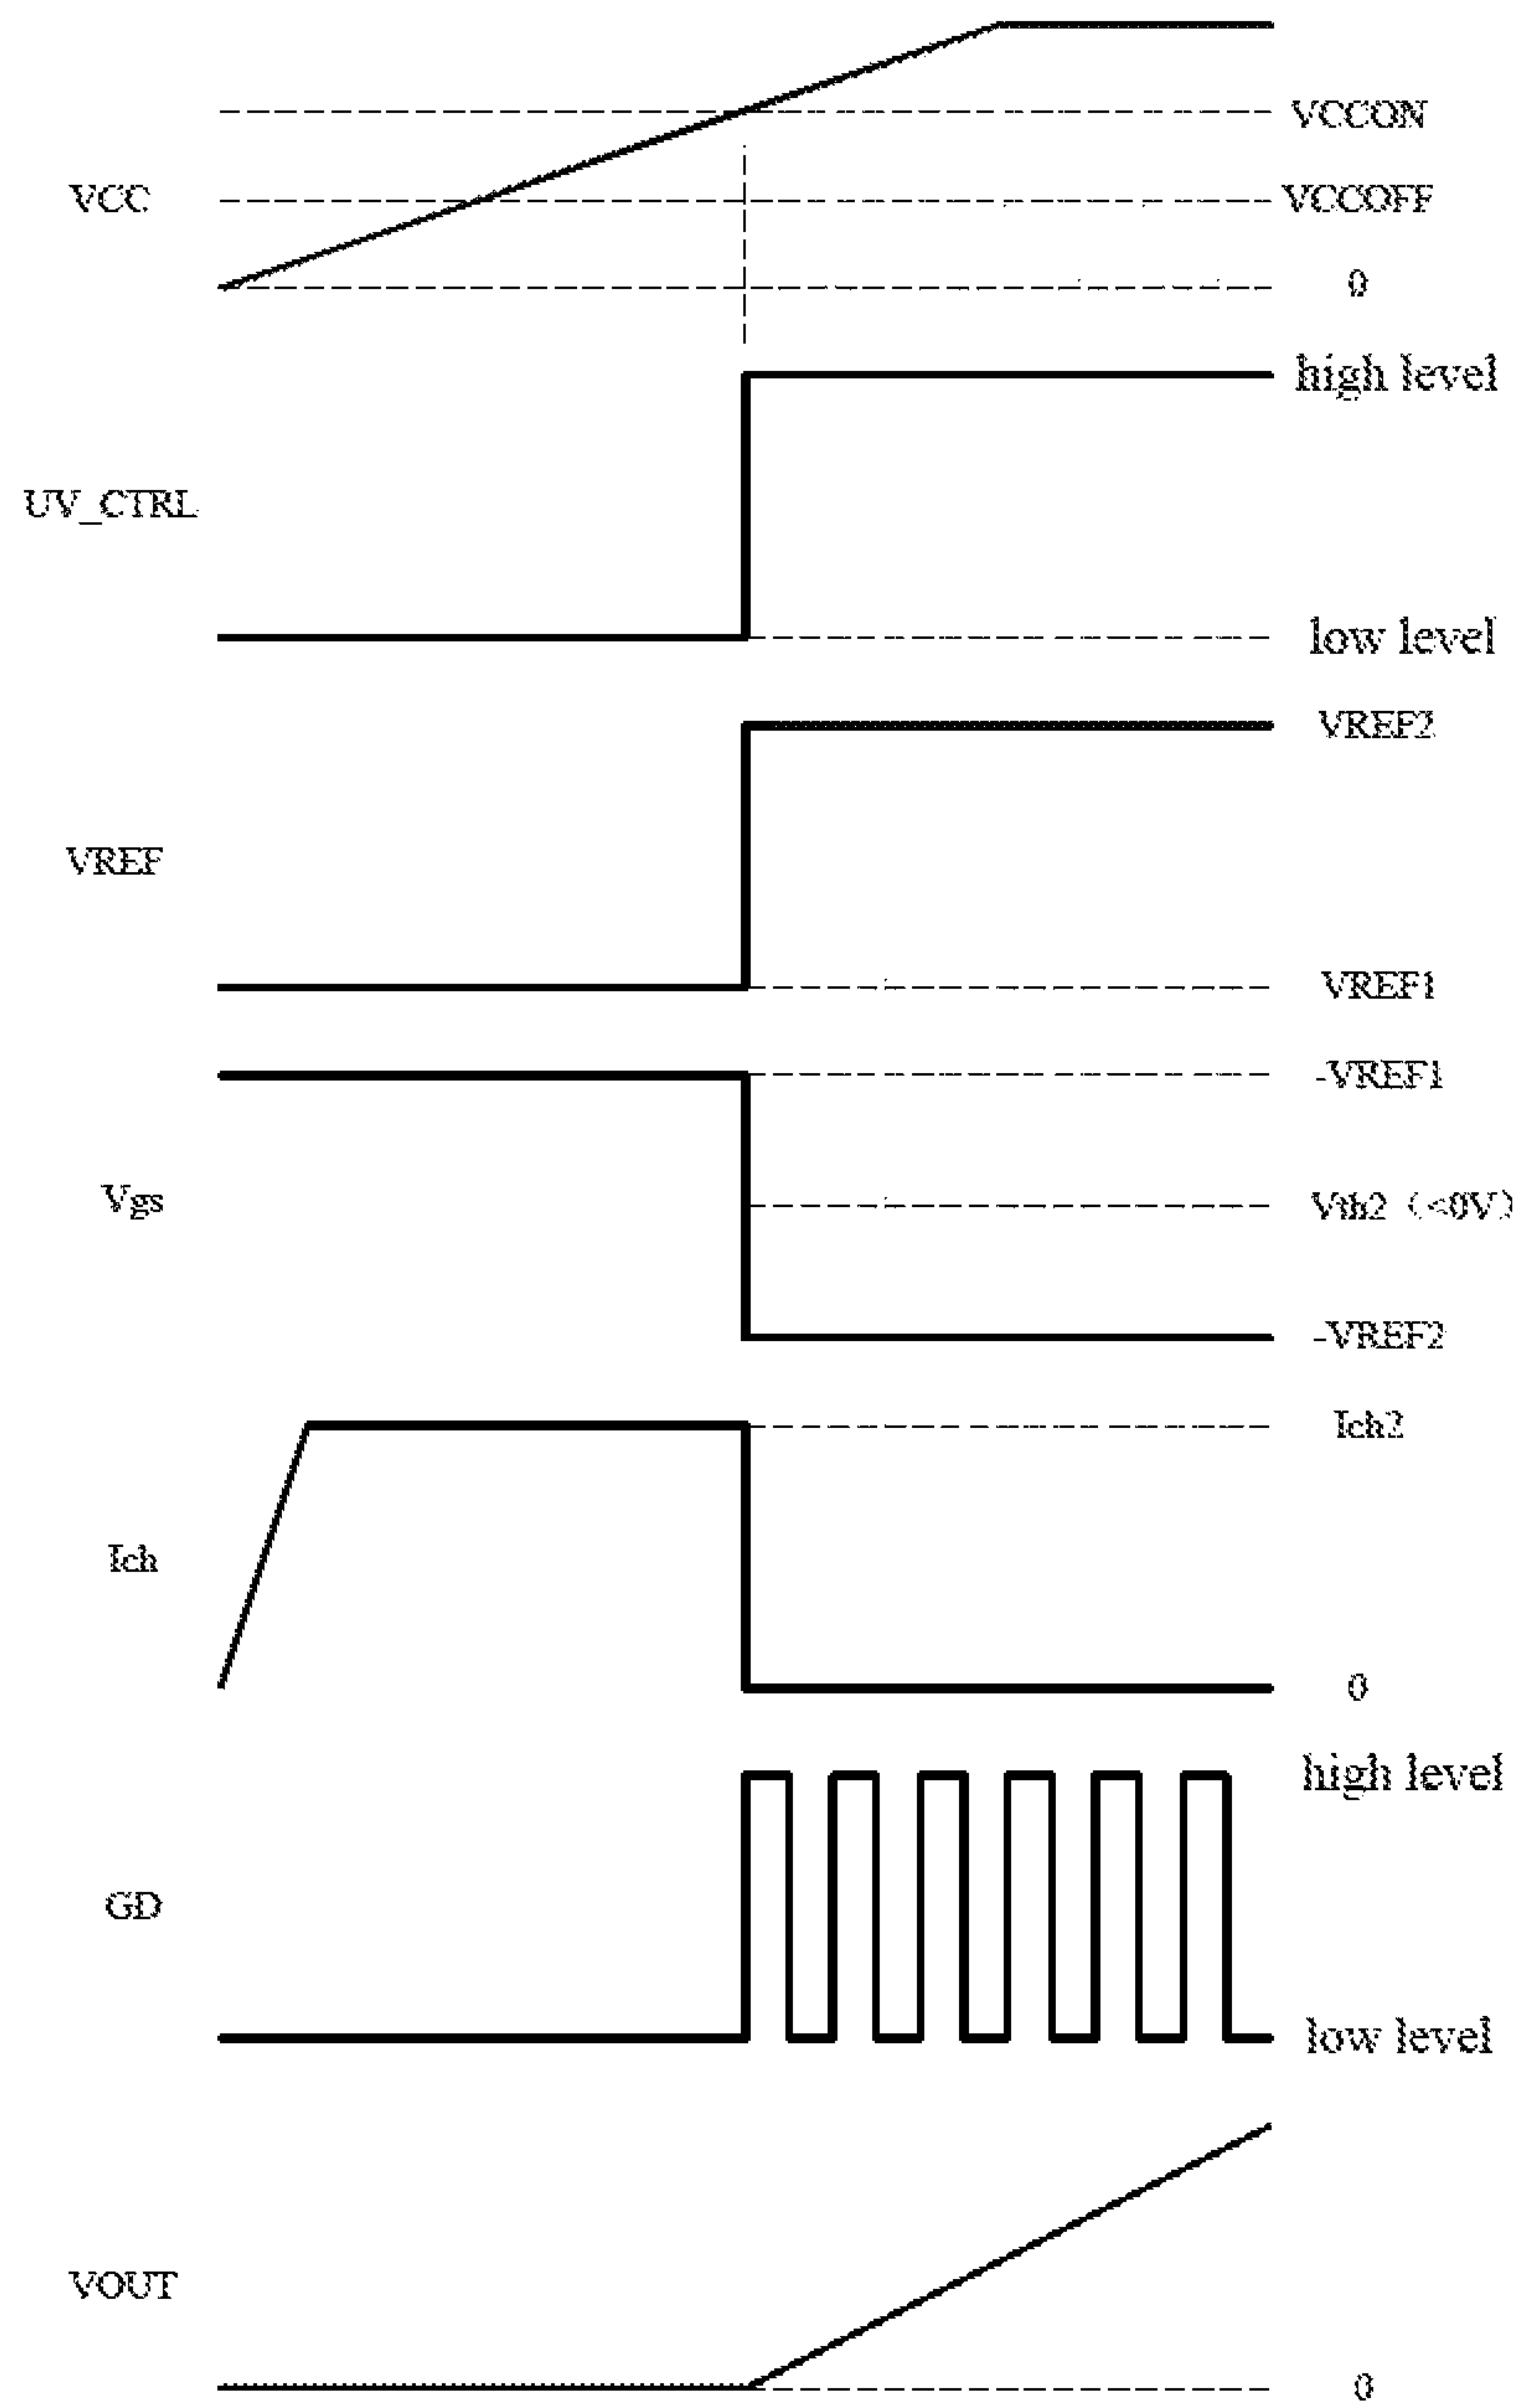 VCCON
VCC
VCCOFF
0
high level
UV_CTRL
low level
VREF2
VREF
VREF1
-VREF1
Vgs
Vth2 (<0V)
-VREF2
Ich2
Ich
0
high level
GD
low level
VOUT
0